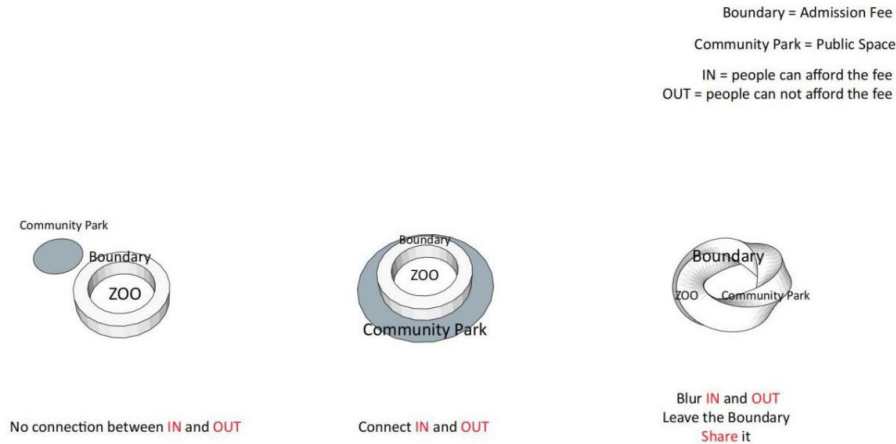 Boundary = Admission Fee
Community Park = Public Space
IN = people can afford the fee
OUT = people can not afford the fee
Community Park
Boundary
ZOO
No connection between IN and OUT
Boundary
ZOO
Community Park
Connect IN and OUT
Boundary
ZOO
Community Park
Blur IN and OUT
Leave the Boundary
Share it